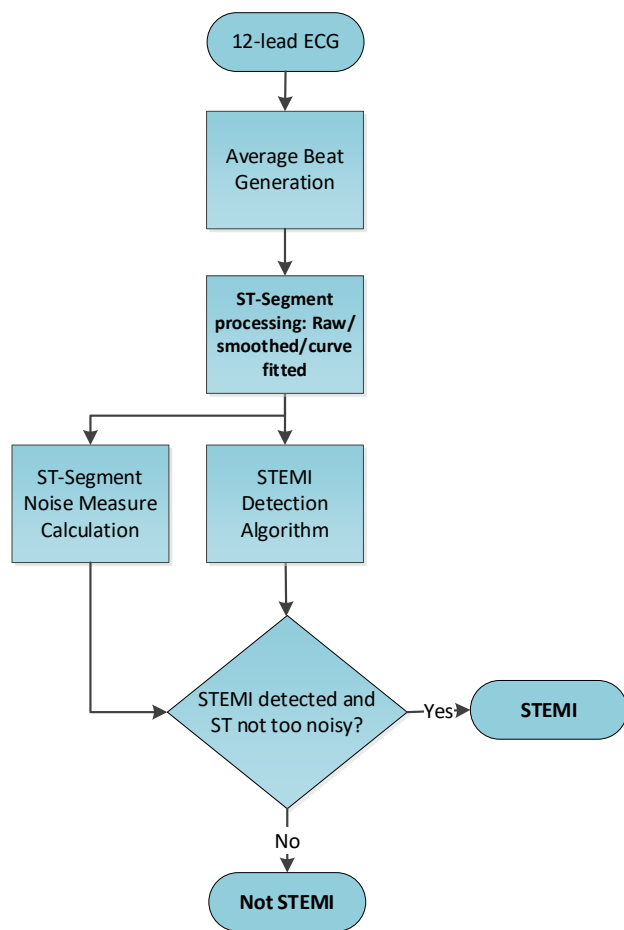 12-lead ECG
Average Beat
Generation
ST-Segment
processing: Raw/
smoothed/curve
fitted
ST-Segment
Noise Measure
Calculation
STEMI
Detection
Algorithm
STEMI detected and
ST not too noisy?
Yes
STEMI
No
Not STEMI